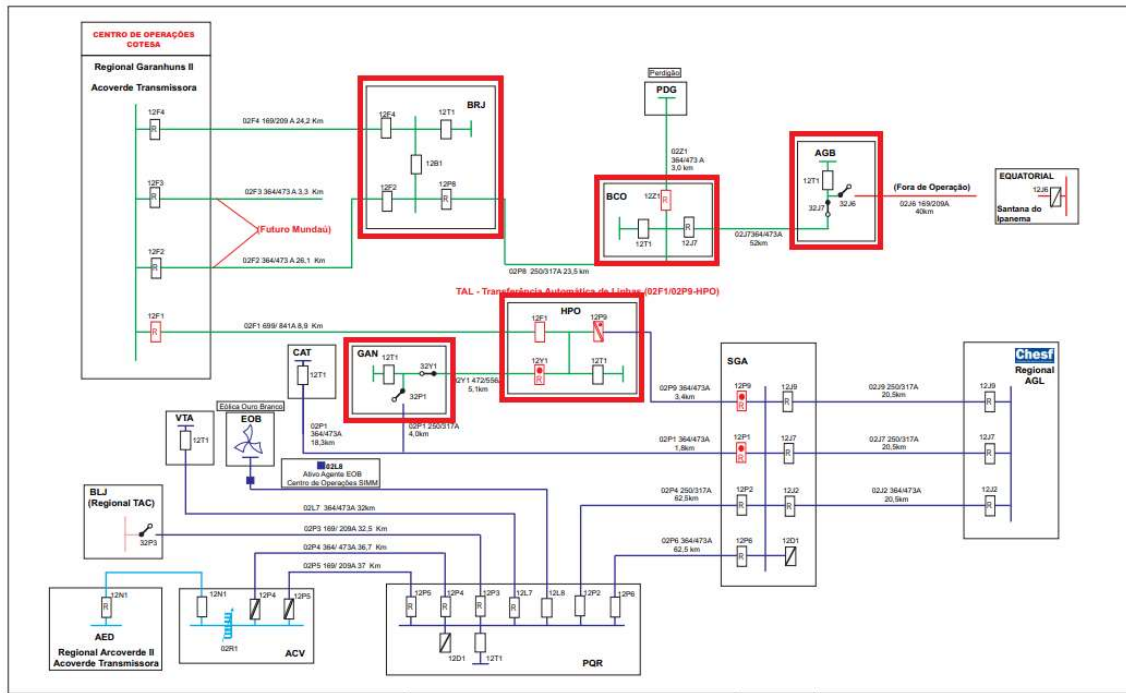 CENTRO DE OPERAÇÕES
COTESA
Regional Garanhuns II
Acoverde Transmissora
12F4
R
02F4 169/209 A 24,2 Km
12F3
R
02F3 364/473 A 3,3 Km
(Futuro Mundaú)
12F2
R
02F2 364/473 A 26,1 Km
12F1
R
02F1 699/ 841A 8,9 Km
BRJ
12F4
12T1
12B1
12F2
12P8
R
02P8 250/317A 23,5 km
Perdigão
PDG
02Z1
364/473 A
3,0 km
BCO
12Z1
R
12T1
12J7
R
02J7364/473A
52km
AGB
12T1
32J7
32J6
(Fora de Operação)
02J6 169/209A
40km
EQUATORIAL
12J6
Santana do
Ipanema
TAL - Transferência Automática de Linhas (02F1/02P9-HPO)
HPO
12F1
12P9
12Y1
R
12T1
CAT
12T1
GAN
12T1
32Y1
32P1
02Y1 472/556A
5,1km
02P1
364/473A
18,3km
02P1 250/317A
4,0km
02P9 364/473A
3,4km
02P1 364/473A
1,8km
02P4 250/317A
62,5km
02P6 364/473A
62,5 km
SGA
12P9
R
12J9
R
12P1
R
12J7
R
12P2
R
12J2
R
12P6
R
12D1
02J9 250/317A
20,5km
02J7 250/317A
20,5km
02J2 364/473A
20,5km
Chesf
Regional
AGL
12J9
R
12J7
R
12J2
R
VTA
12T1
Eólica Ouro Branco
EOB
02L8
Ativo Agente EOB
Centro de Operações SIMM
BLJ
(Regional TAC)
32P3
02L7 364/473A 32km
02P3 169/ 209A 32,5 Km
02P4 364/ 473A 36,7 Km
02P5 169/ 209A 37 Km
12N1
R
AED
Regional Arcoverde II
Acoverde Transmissora
12N1
12P4
12P5
02R1
ACV
12P5
R
12P4
R
12P3
R
12L7
R
12L8
12P2
12P6
12D1
12T1
PQR